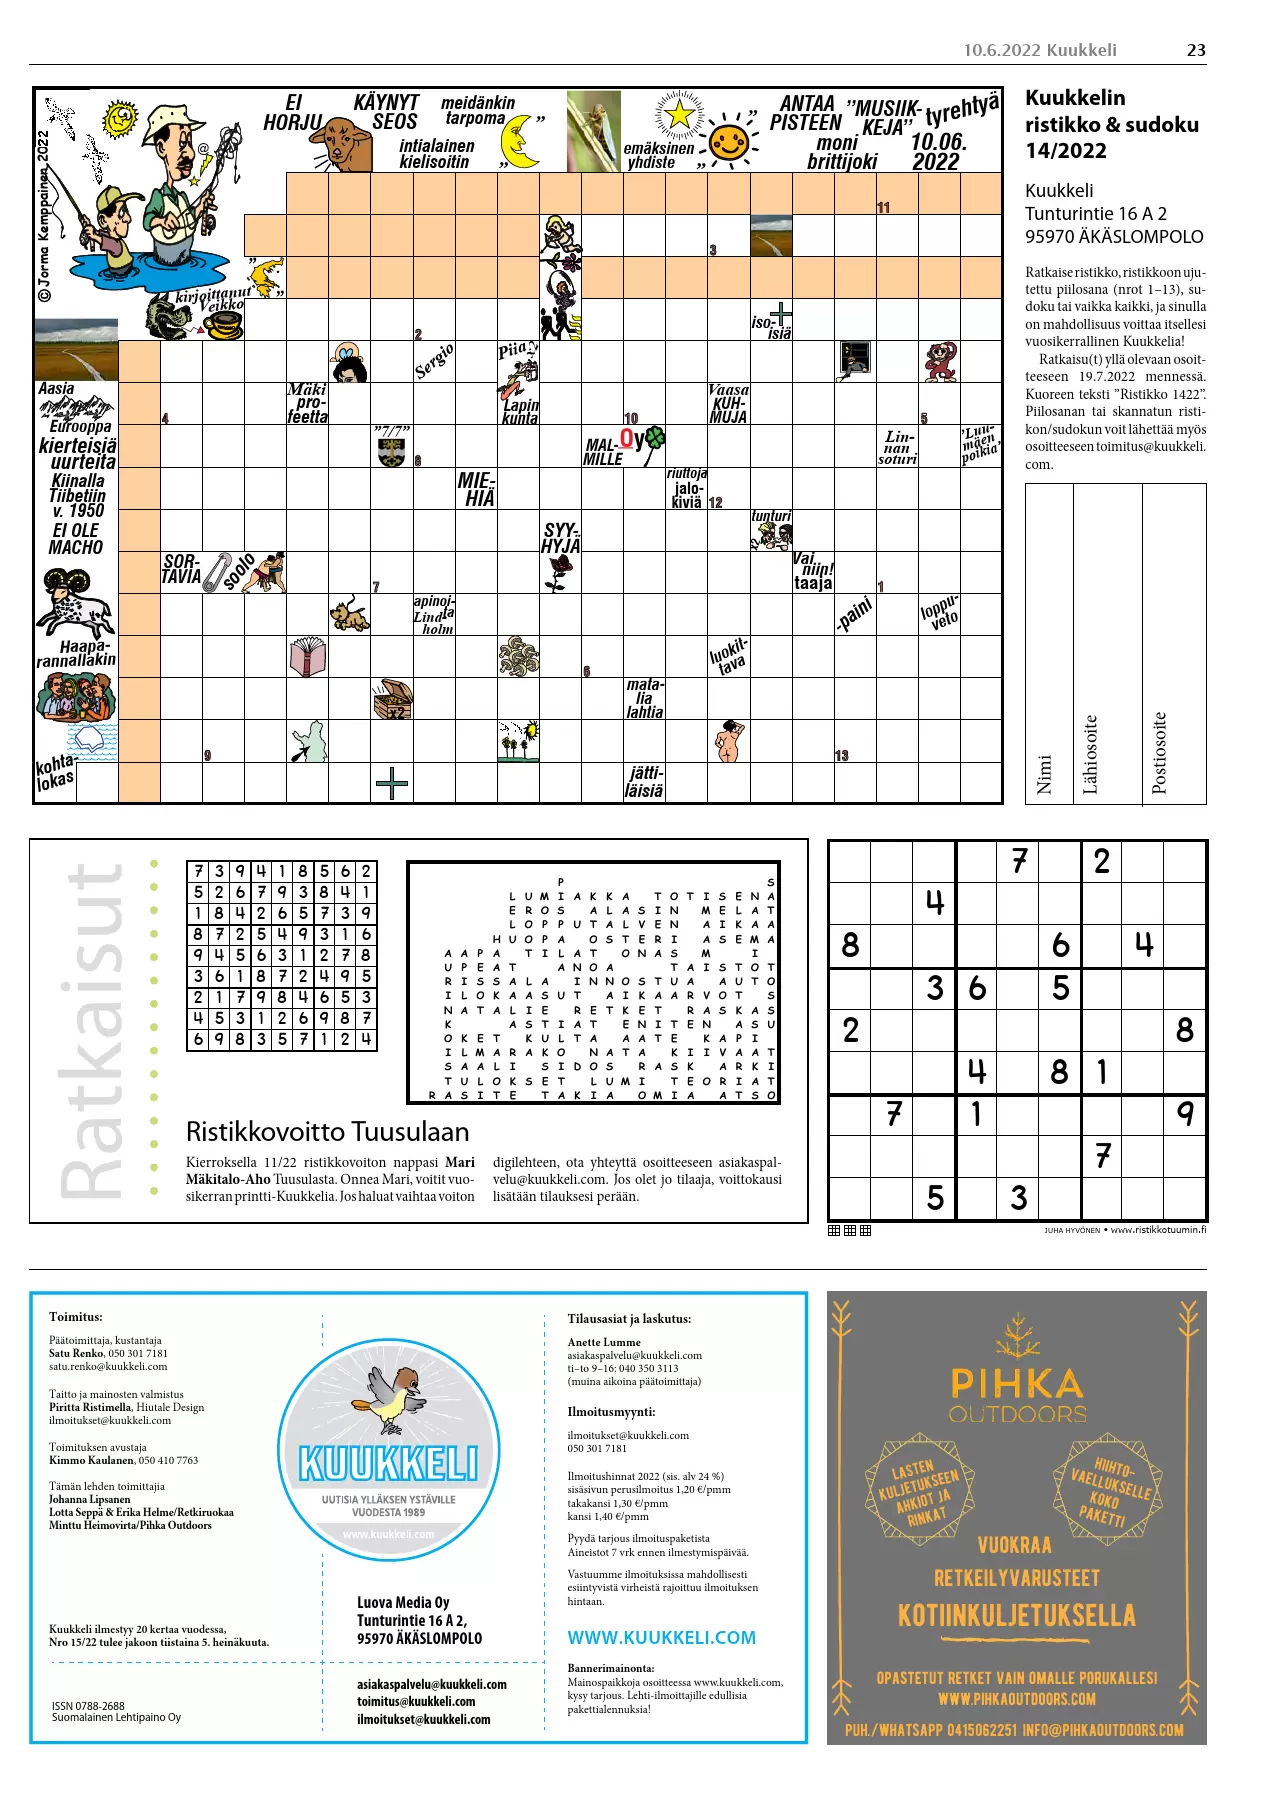 10.6.2022 Kuukkeli 23
© Jorma Kemppainen 2022
EI
HORJU
KÄYNYT
SEOS
meidänkin
tarpoma
intialainen
kielisoitin
emäksinen
yhdiste
ANTAA
PISTEEN
moni
brittijoki
”MUSIIK-
KEJA”
tyrehtyä
10.06.
2022
11
3
kirjoittanut
Veikko
2
iso-
isiä
Sergio
Piia
Aasia
Eurooppa
kierteisiä
uurteita
Kiinalla
Tiibetiin
v. 1950
EI OLE
MACHO
4
Mäki
pro-
feetta
Lapin
kunta
10
Vaasa
KUH-
MUJA
5
”7/7”
8
MAL-
MILLE
Oy
Lin-
nan
soturi
’Luu-
mäen
poikia’
MIE-
HIÄ
riuttoja
jalo-
kiviä
12
SYY-
HYJÄ
tunturi
SOR-
TAVIA
soolo
7
Vai
niin!
taaja
1
apinoi-
ta
Lind-
holm
-paini
loppu-
veto
Haapa-
rannallakin
6
luokit-
tava
x2
mata-
lia
lahtia
kohta-
lokas
9
13
jätti-
läisiä
Kuukkelin
ristikko & sudoku
14/2022
Kuukkeli
Tunturintie 16 A 2
95970 ÄKÄSLOMPOLO
Ratkaise ristikko, ristikkoon uju-
tettu piilosana (nrot 1–13), su-
doku tai vaikka kaikki, ja sinulla
on mahdollisuus voittaa itsellesi
vuosikerrallinen Kuukkelia!
Ratkaisu(t) yllä olevaan osoit-
teeseen 19.7.2022 mennessä.
Kuoreen teksti ”Ristikko 1422”.
Piilosanan tai skannatun risti-
kon/sudokun voit lähettää myös
osoitteeseen toimitus@kuukkeli.
com.
Nimi
Lähiosoite
Postiosoite
Ratkaisut
7 3 9 4 1 8 5 6 2
5 2 6 7 9 3 8 4 1
1 8 4 2 6 5 7 3 9
8 7 2 5 4 9 3 1 6
9 4 5 6 3 1 2 7 8
3 6 1 8 7 2 4 9 5
2 1 7 9 8 4 6 5 3
4 5 3 1 2 6 9 8 7
6 9 8 3 5 7 1 2 4
P S
LUMIAKKA TOTISENA
EROS ALASIN MELAT
LOPPUTALVEN AIKAA
HUOPA OSTERI ASEMA
AAPA TILAT ONAS M I
UPEAT ANOA TAISTOT
RISSALA INNOSTUA AUTO
ILOKAASUT AIKAARVOT S
NATALIE RETKET RASKAS
K ASTIAT ENITEN ASU
OKET KULTA AATE KAPI
ILMARAKO NATA KIIVAAT
SAALI SIDOS RASK ARKI
TULOKSET LUMI TEORIAT
RASITE TAKIA OMIA ATSO
Ristikkovoitto Tuusulaan
Kierroksella 11/22 ristikkovoiton nappasi Mari
Mäkitalo-Aho Tuusulasta. Onnea Mari, voitit vuo-
sikerran printti-Kuukkelia. Jos haluat vaihtaa voiton
digilehteen, ota yhteyttä osoitteeseen asiakaspal-
velu@kuukkeli.com. Jos olet jo tilaaja, voittokausi
lisätään tilauksesi perään.
7 2
4
8 6 4
3 6 5
2 8
4 8 1
7 1 9
7
5 3
JUHA HYVÖNEN • www.ristikkotuumin.fi
Toimitus:
Päätoimittaja, kustantaja
Satu Renko, 050 301 7181
satu.renko@kuukkeli.com
Taitto ja mainosten valmistus
Piritta Ristimella, Hiutale Design
ilmoitukset@kuukkeli.com
Toimituksen avustaja
Kimmo Kaulanen, 050 410 7763
Tämän lehden toimittajia
Johanna Lipsanen
Lotta Seppä & Erika Helme/Retkiruokaa
Minttu Heimovirta/Pihka Outdoors
Kuukkeli ilmestyy 20 kertaa vuodessa,
Nro 15/22 tulee jakoon tiistaina 5. heinäkuuta.
ISSN 0788-2688
Suomalainen Lehtipaino Oy
KUUKKELI
UUTISIA YLLÄKSEN YSTÄVILLE
VUODESTA 1989
www.kuukkeli.com
Luova Media Oy
Tunturintie 16 A 2,
95970 ÄKÄSLOMPOLO
asiakaspalvelu@kuukkeli.com
toimitus@kuukkeli.com
ilmoitukset@kuukkeli.com
Tilausasiat ja laskutus:
Anette Lumme
asiakaspalvelu@kuukkeli.com
ti–to 9–16: 040 350 3113
(muina aikoina päätoimittaja)
Ilmoitusmyynti:
ilmoitukset@kuukkeli.com
050 301 7181
Ilmoitushinnat 2022 (sis. alv 24 %)
sisäsivun perusilmoitus 1,20 €/pmm
takakansi 1,30 €/pmm
kansi 1,40 €/pmm
Pyydä tarjous ilmoituspaketista
Aineistot 7 vrk ennen ilmestymispäivää.
Vastuumme ilmoituksissa mahdollisesti
esiintyvistä virheistä rajoittuu ilmoituksen
hintaan.
WWW.KUUKKELI.COM
Bannerimainonta:
Mainospaikkoja osoitteessa www.kuukkeli.com,
kysy tarjous. Lehti-ilmoittajille edullisia
pakettialennuksia!
PIHKA
OUTDOORS
LASTEN
KULJETUKSEEN
AHKIOT JA
RINKAT
HIIHTO-
VAELLUKSELLE
KOKO
PAKETTI
VUOKRAA
RETKEILYVARUSTEET
KOTIINKULJETUKSELLA
OPASTETUT RETKET VAIN OMALLE PORUKALLESI
WWW.PIHKAOUTDOORS.COM
PUH./WHATSAPP 0415062251 INFO@PIHKAOUTDOORS.COM